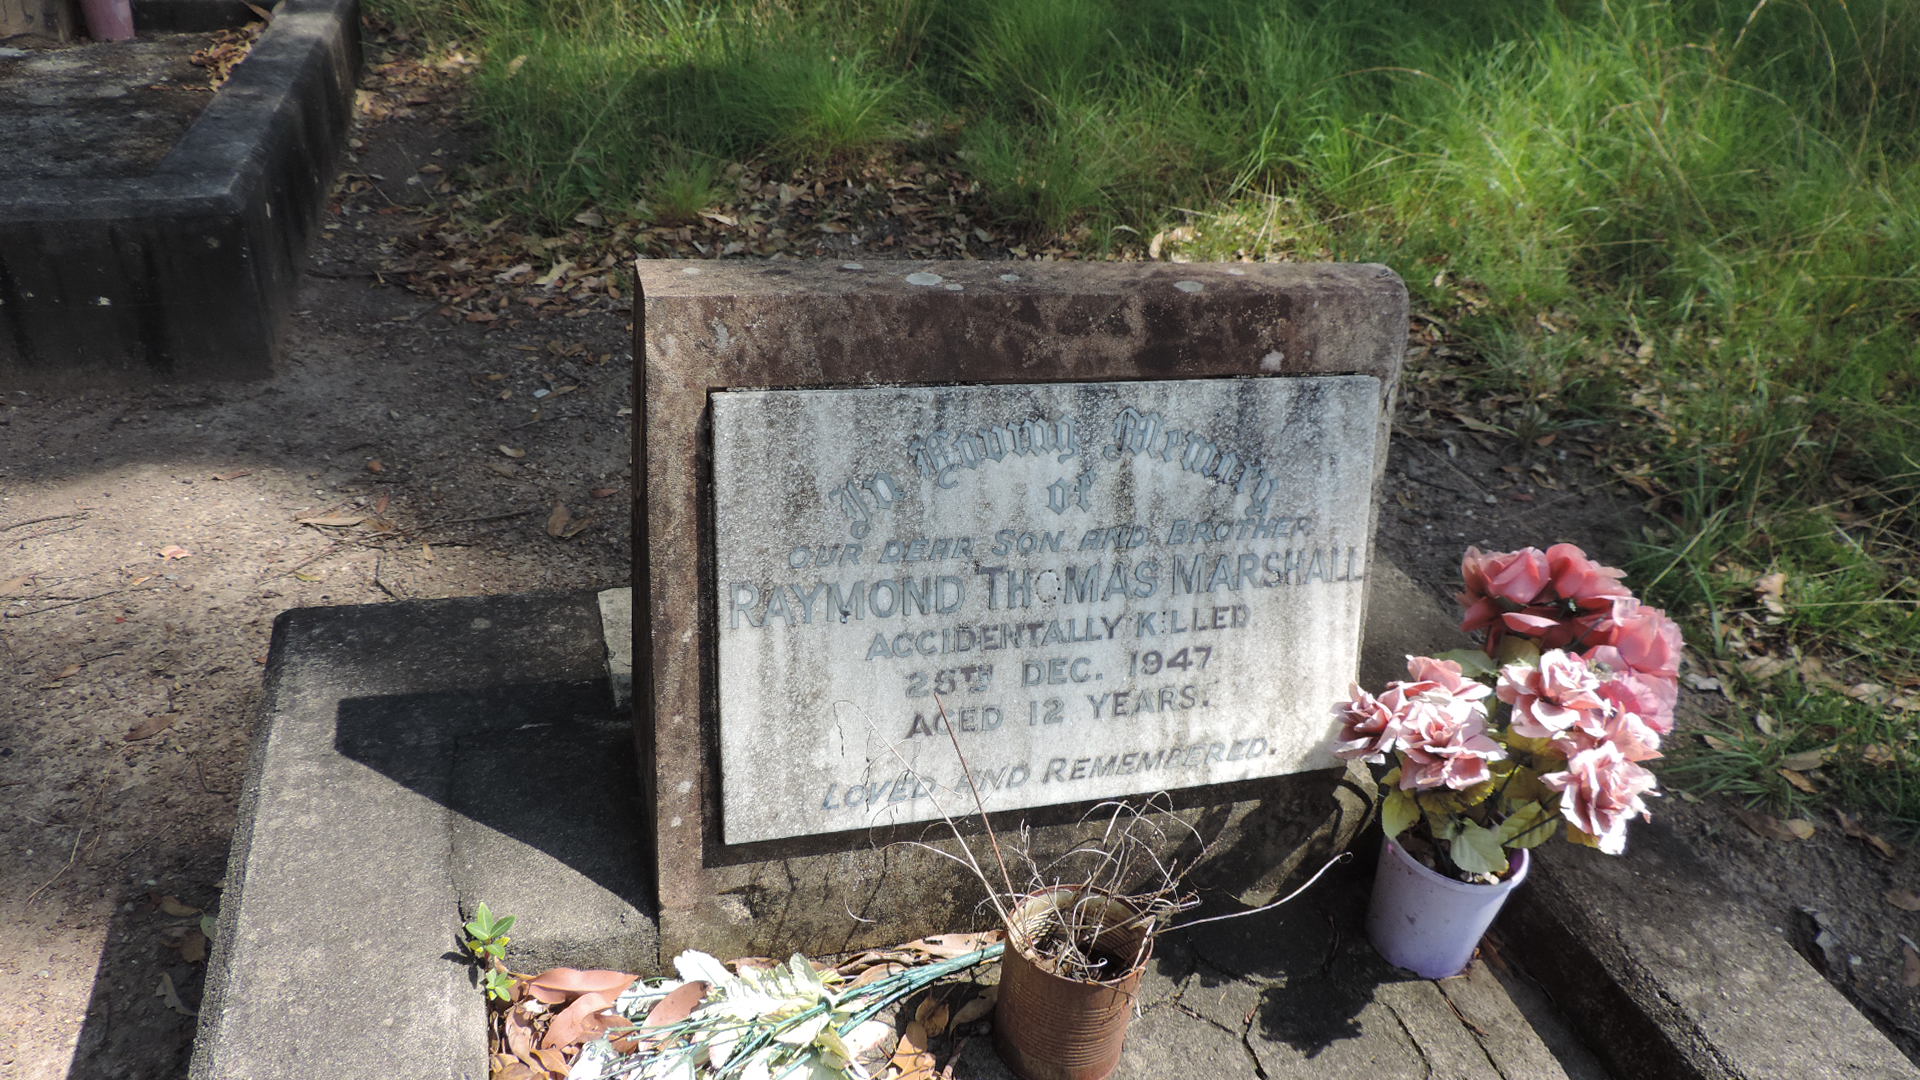 In Loving Memory
of
OUR DEAR SON AND BROTHER
RAYMOND THOMAS MARSHALL
ACCIDENTALLY KILLED
25TH DEC. 1947
AGED 12 YEARS.
LOVED AND REMEMBERED.